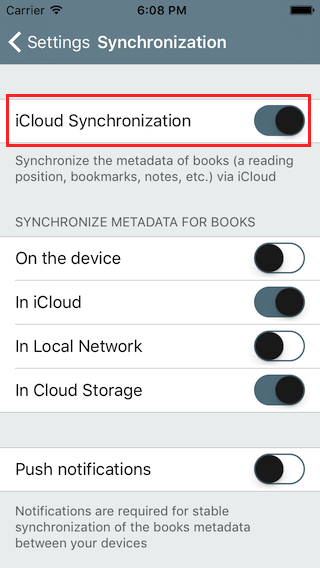 Carrier 6:08 PM
Settings Synchronization
iCloud Synchronization
Synchronize the metadata of books (a reading
position, bookmarks, notes, etc.) via iCloud
SYNCHRONIZE METADATA FOR BOOKS
On the device
In iCloud
In Local Network
In Cloud Storage
Push notifications
Notifications are required for stable
synchronization of the books metadata
between your devices